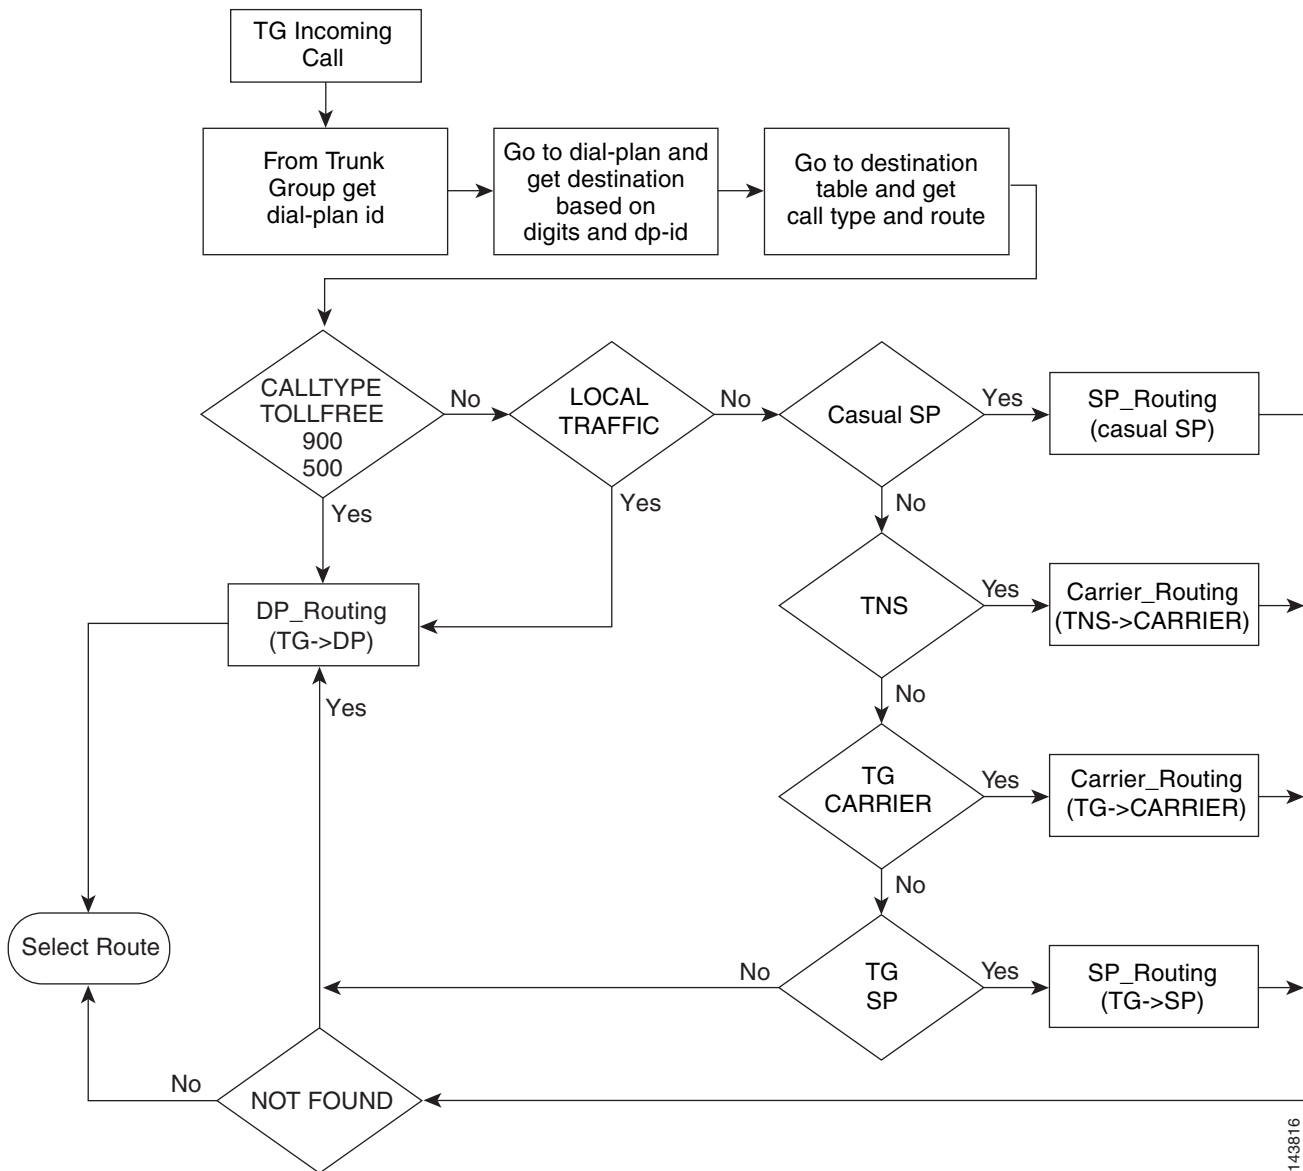 TG Incoming
Call
From Trunk
Group get
dial-plan id
Go to dial-plan and
get destination
based on
digits and dp-id
Go to destination
table and get
call type and route
CALLTYPE
TOLLFREE
900
500
No
LOCAL
TRAFFIC
No
Casual SP
Yes
SP_Routing
(casual SP)
Yes
Yes
No
DP_Routing
(TG->DP)
TNS
Yes
Carrier_Routing
(TNS->CARRIER)
Yes
No
TG
CARRIER
Yes
Carrier_Routing
(TG->CARRIER)
No
Select Route
No
TG
SP
Yes
SP_Routing
(TG->SP)
No
NOT FOUND
143816